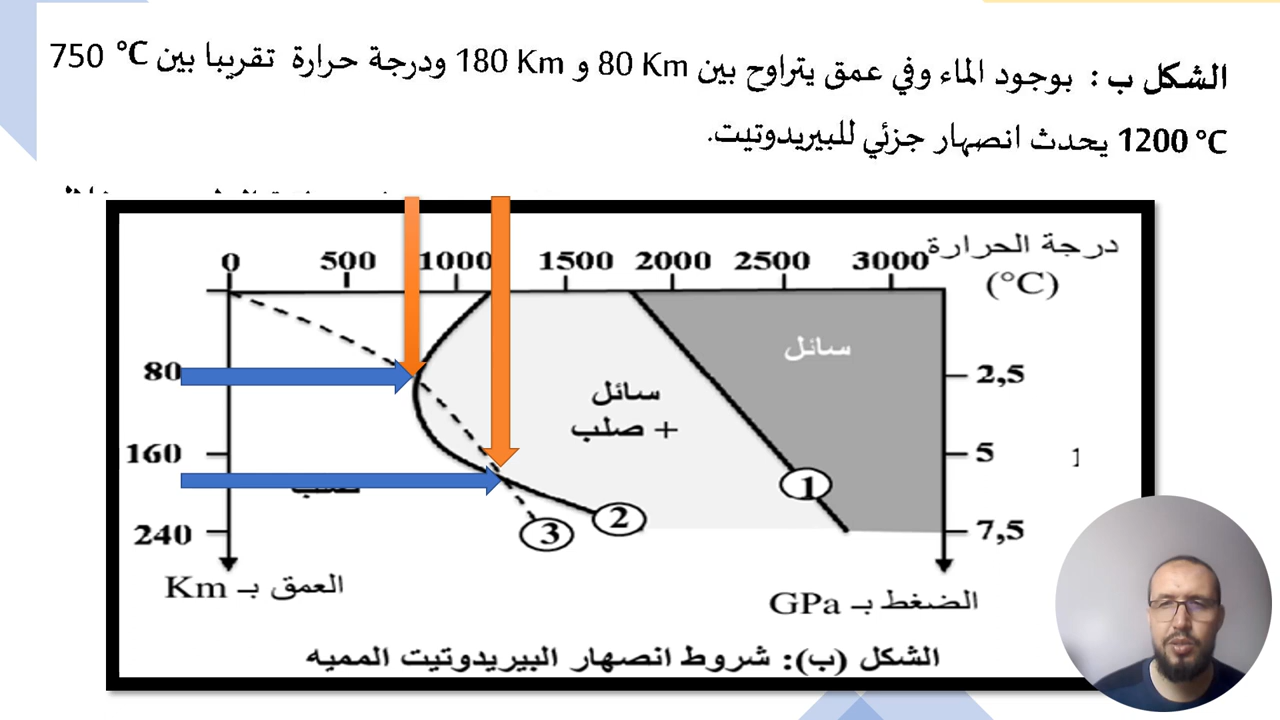 الشكل ب : بوجود الماء وفي عمق يتراوح بين 80 Km و 180 Km ودرجة حرارة تقريبا بين 750 °C
1200 °C يحدث انصهار جزئي للبيريدوتيت.
0 500 1000 1500 2000 2500 3000 درجة الحرارة
(°C)
سائل
80 2,5
سائل
+ صلب
160 5 1
1
2
240 3 7,5
العمق بـ Km
الضغط بـ GPa
الشكل (ب): شروط انصهار البيريدوتيت المميه